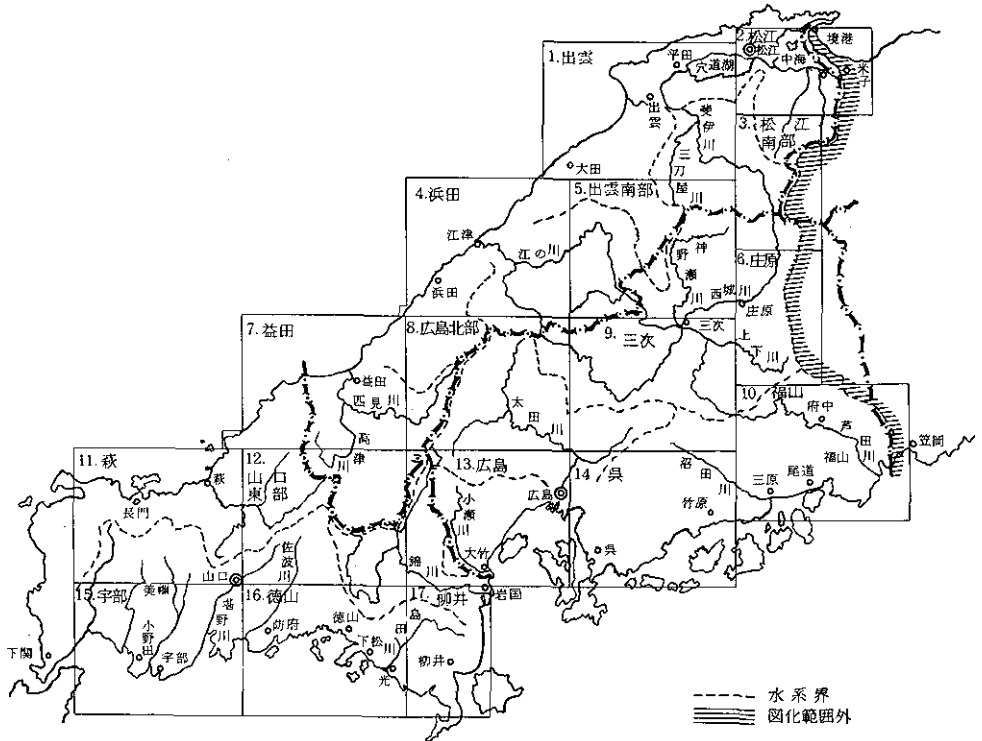 1.出雲
平田
宍道湖
出雲
斐伊川
三刀屋川
大田
2.松江
松江
中海
境港
米子
3.松江
南部
4.浜田
江津
江の川
浜田
5.出雲南部
神野瀬川
西城川
三次
6.庄原
庄原
上下川
7.益田
益田
匹見川
高津川
8.広島北部
太田川
9.三次
10.福山
府中
芦田川
福山
笠岡
11.萩
萩
長門
12.
山口
東部
佐波川
山口
13.広島
広島
小瀬川
大竹
錦川
14 呉
沼田川
三原
尾道
竹原
呉
15.宇部
美祢
小野田
宇部
下関
16.徳山
防府
徳山
下松
光
17.柳井
岩国
島田川
柳井
水系界
図化範囲外